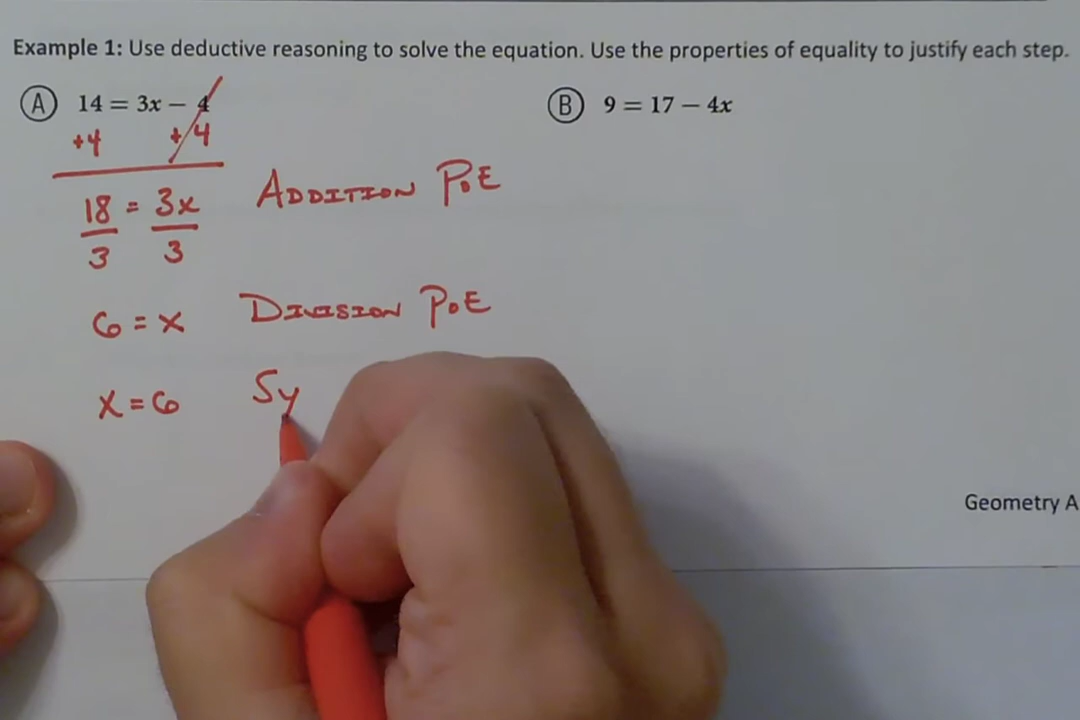 Example 1: Use deductive reasoning to solve the equation. Use the properties of equality to justify each step.
A 14 = 3x − 4
+4 +4
18 = 3x ADDITION PoE
3 3
6 = x DIVISION PoE
x = 6 Sy
B 9 = 17 − 4x
Geometry A